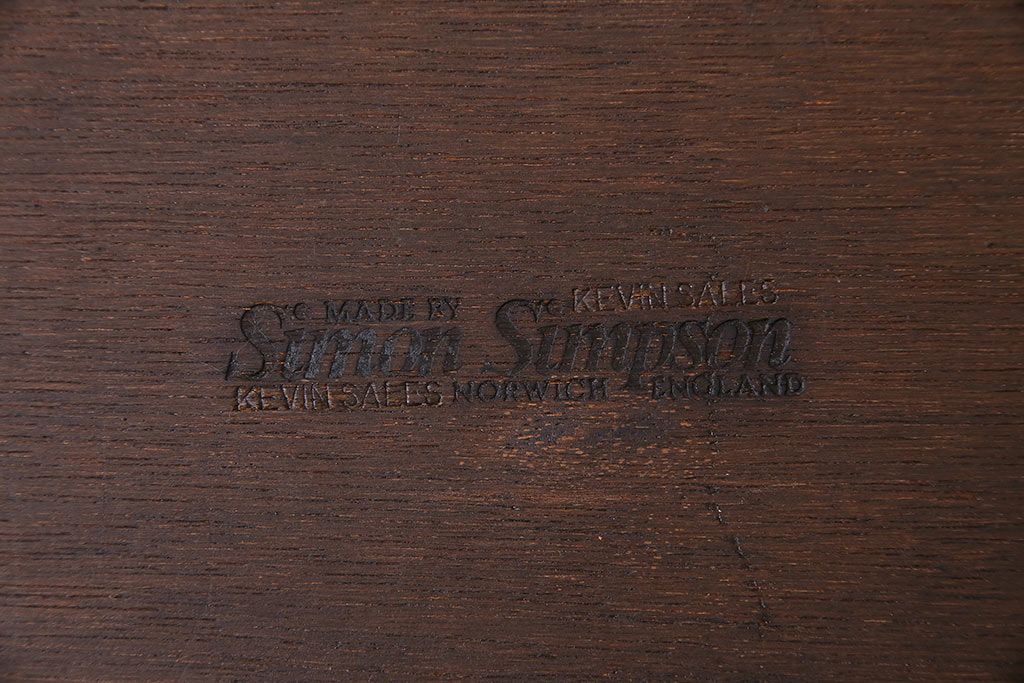 MADE BY KEVIN SALES
Simon Simpson
KEVIN SALES NORWICH ENGLAND